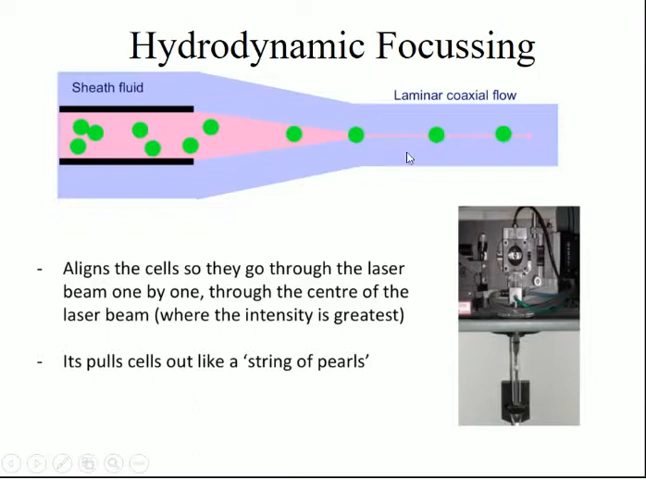 Hydrodynamic Focussing
Sheath fluid
Laminar coaxial flow
- Aligns the cells so they go through the laser
beam one by one, through the centre of the
laser beam (where the intensity is greatest)
- Its pulls cells out like a ‘string of pearls’